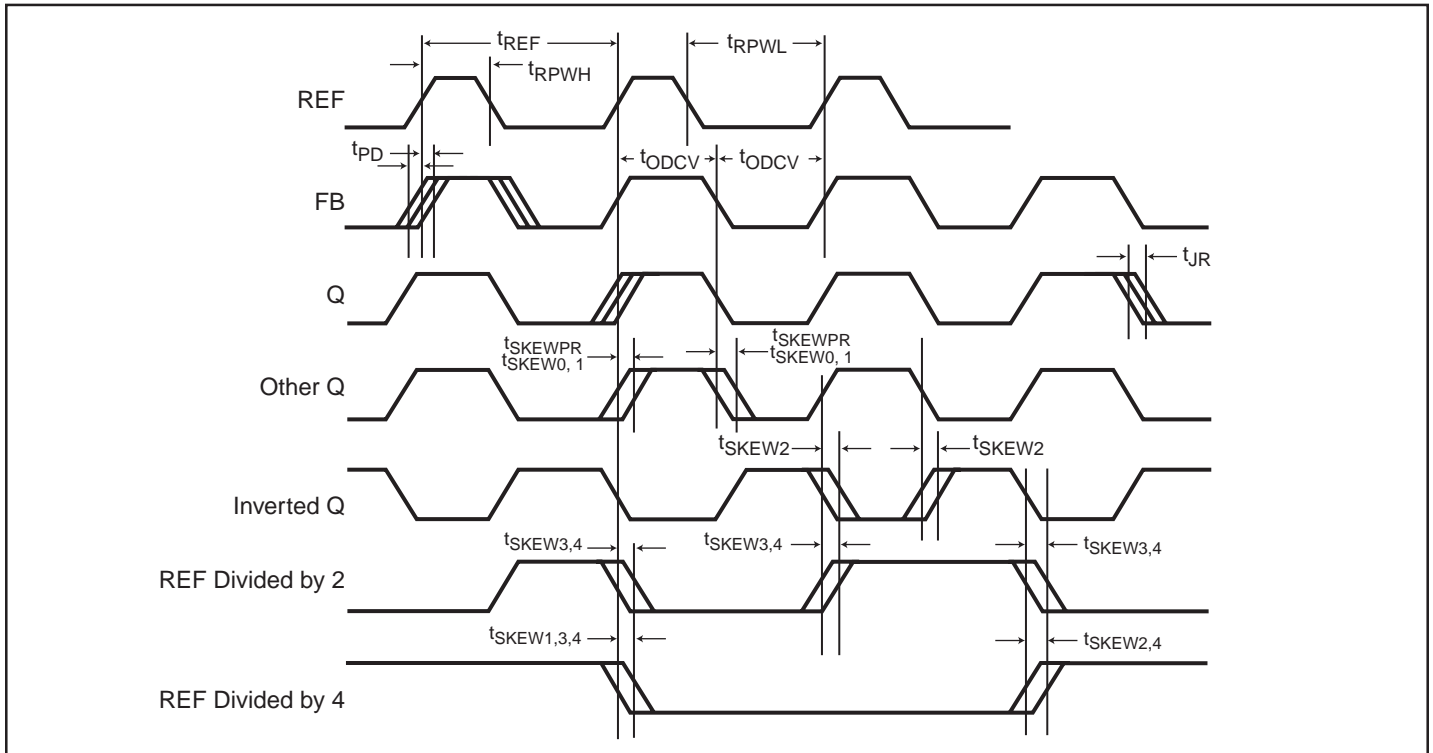 tREF
tRPWL
tRPWH
REF
tPD
tODCV tODCV
FB
tJR
Q
tSKEWPR
tSKEW0, 1
tSKEWPR
tSKEW0, 1
Other Q
tSKEW2
tSKEW2
Inverted Q
tSKEW3,4
tSKEW3,4
tSKEW3,4
REF Divided by 2
tSKEW1,3,4
tSKEW2,4
REF Divided by 4